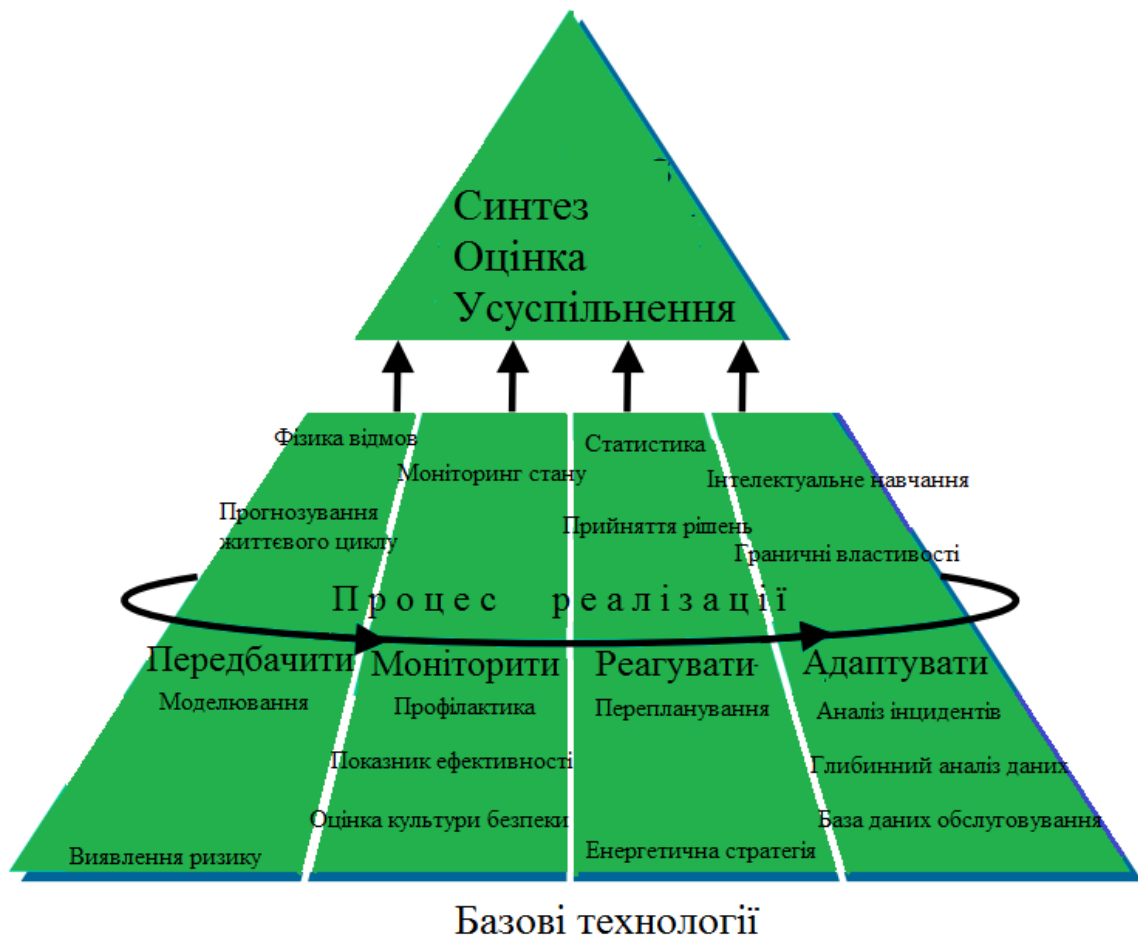 Синтез
Оцінка
Усуспільнення
Фізика відмов
Статистика
Моніторинг стану
Інтелектуальне навчання
Прогнозування
життєвого циклу
Прийняття рішень
Граничні властивості
Процес реалізації
Передбачити
Моніторити
Реагувати
Адаптувати
Моделювання
Профілактика
Перепланування
Аналіз інцидентів
Показник ефективності
Глибинний аналіз даних
Оцінка культури безпеки
База даних обслуговування
Виявлення ризику
Енергетична стратегія
Базові технології